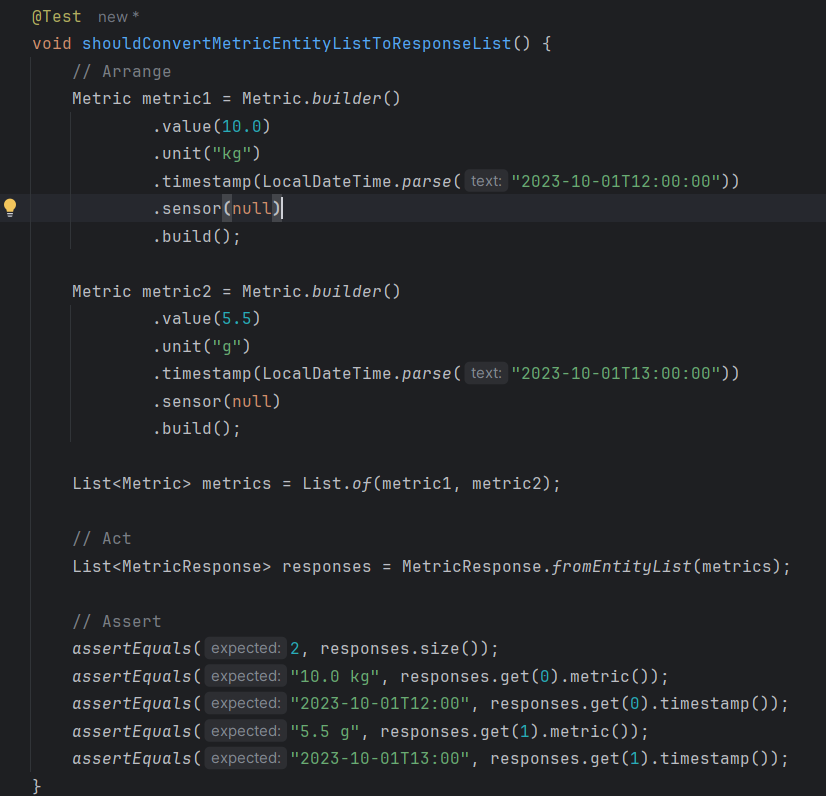 @Test new *
void shouldConvertMetricEntityListToResponseList() {
// Arrange
Metric metric1 = Metric.builder()
.value(10.0)
.unit("kg")
.timestamp(LocalDateTime.parse( text: "2023-10-01T12:00:00"))
.sensor(null)
.build();
Metric metric2 = Metric.builder()
.value(5.5)
.unit("g")
.timestamp(LocalDateTime.parse( text: "2023-10-01T13:00:00"))
.sensor(null)
.build();
List<Metric> metrics = List.of(metric1, metric2);
// Act
List<MetricResponse> responses = MetricResponse.fromEntityList(metrics);
// Assert
assertEquals( expected: 2, responses.size());
assertEquals( expected: "10.0 kg", responses.get(0).metric());
assertEquals( expected: "2023-10-01T12:00", responses.get(0).timestamp());
assertEquals( expected: "5.5 g", responses.get(1).metric());
assertEquals( expected: "2023-10-01T13:00", responses.get(1).timestamp());
}